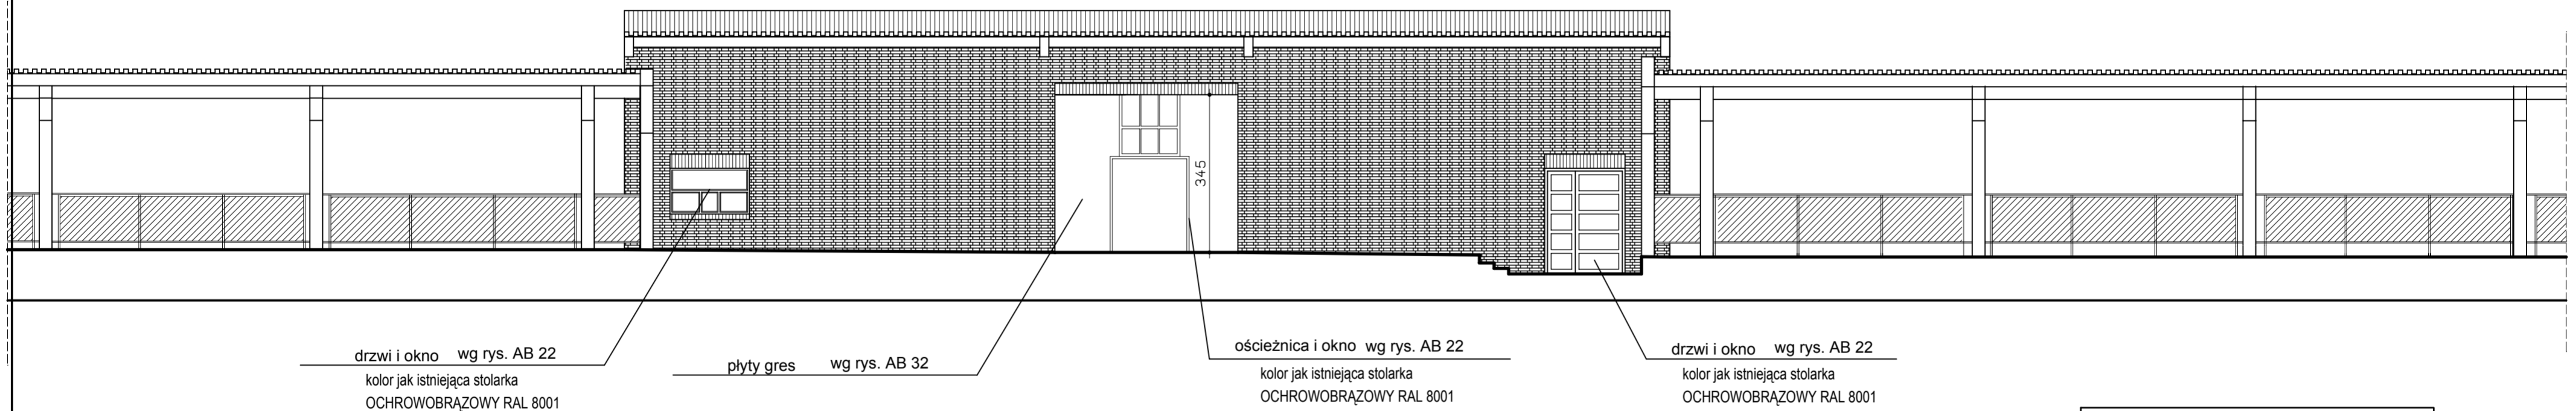 345
drzwi i okno wg rys. AB 22
kolor jak istniejąca stolarka
OCHROWOBRĄZOWY RAL 8001
płyty gres wg rys. AB 32
ościeżnica i okno wg rys. AB 22
kolor jak istniejąca stolarka
OCHROWOBRĄZOWY RAL 8001
drzwi i okno wg rys. AB 22
kolor jak istniejąca stolarka
OCHROWOBRĄZOWY RAL 8001